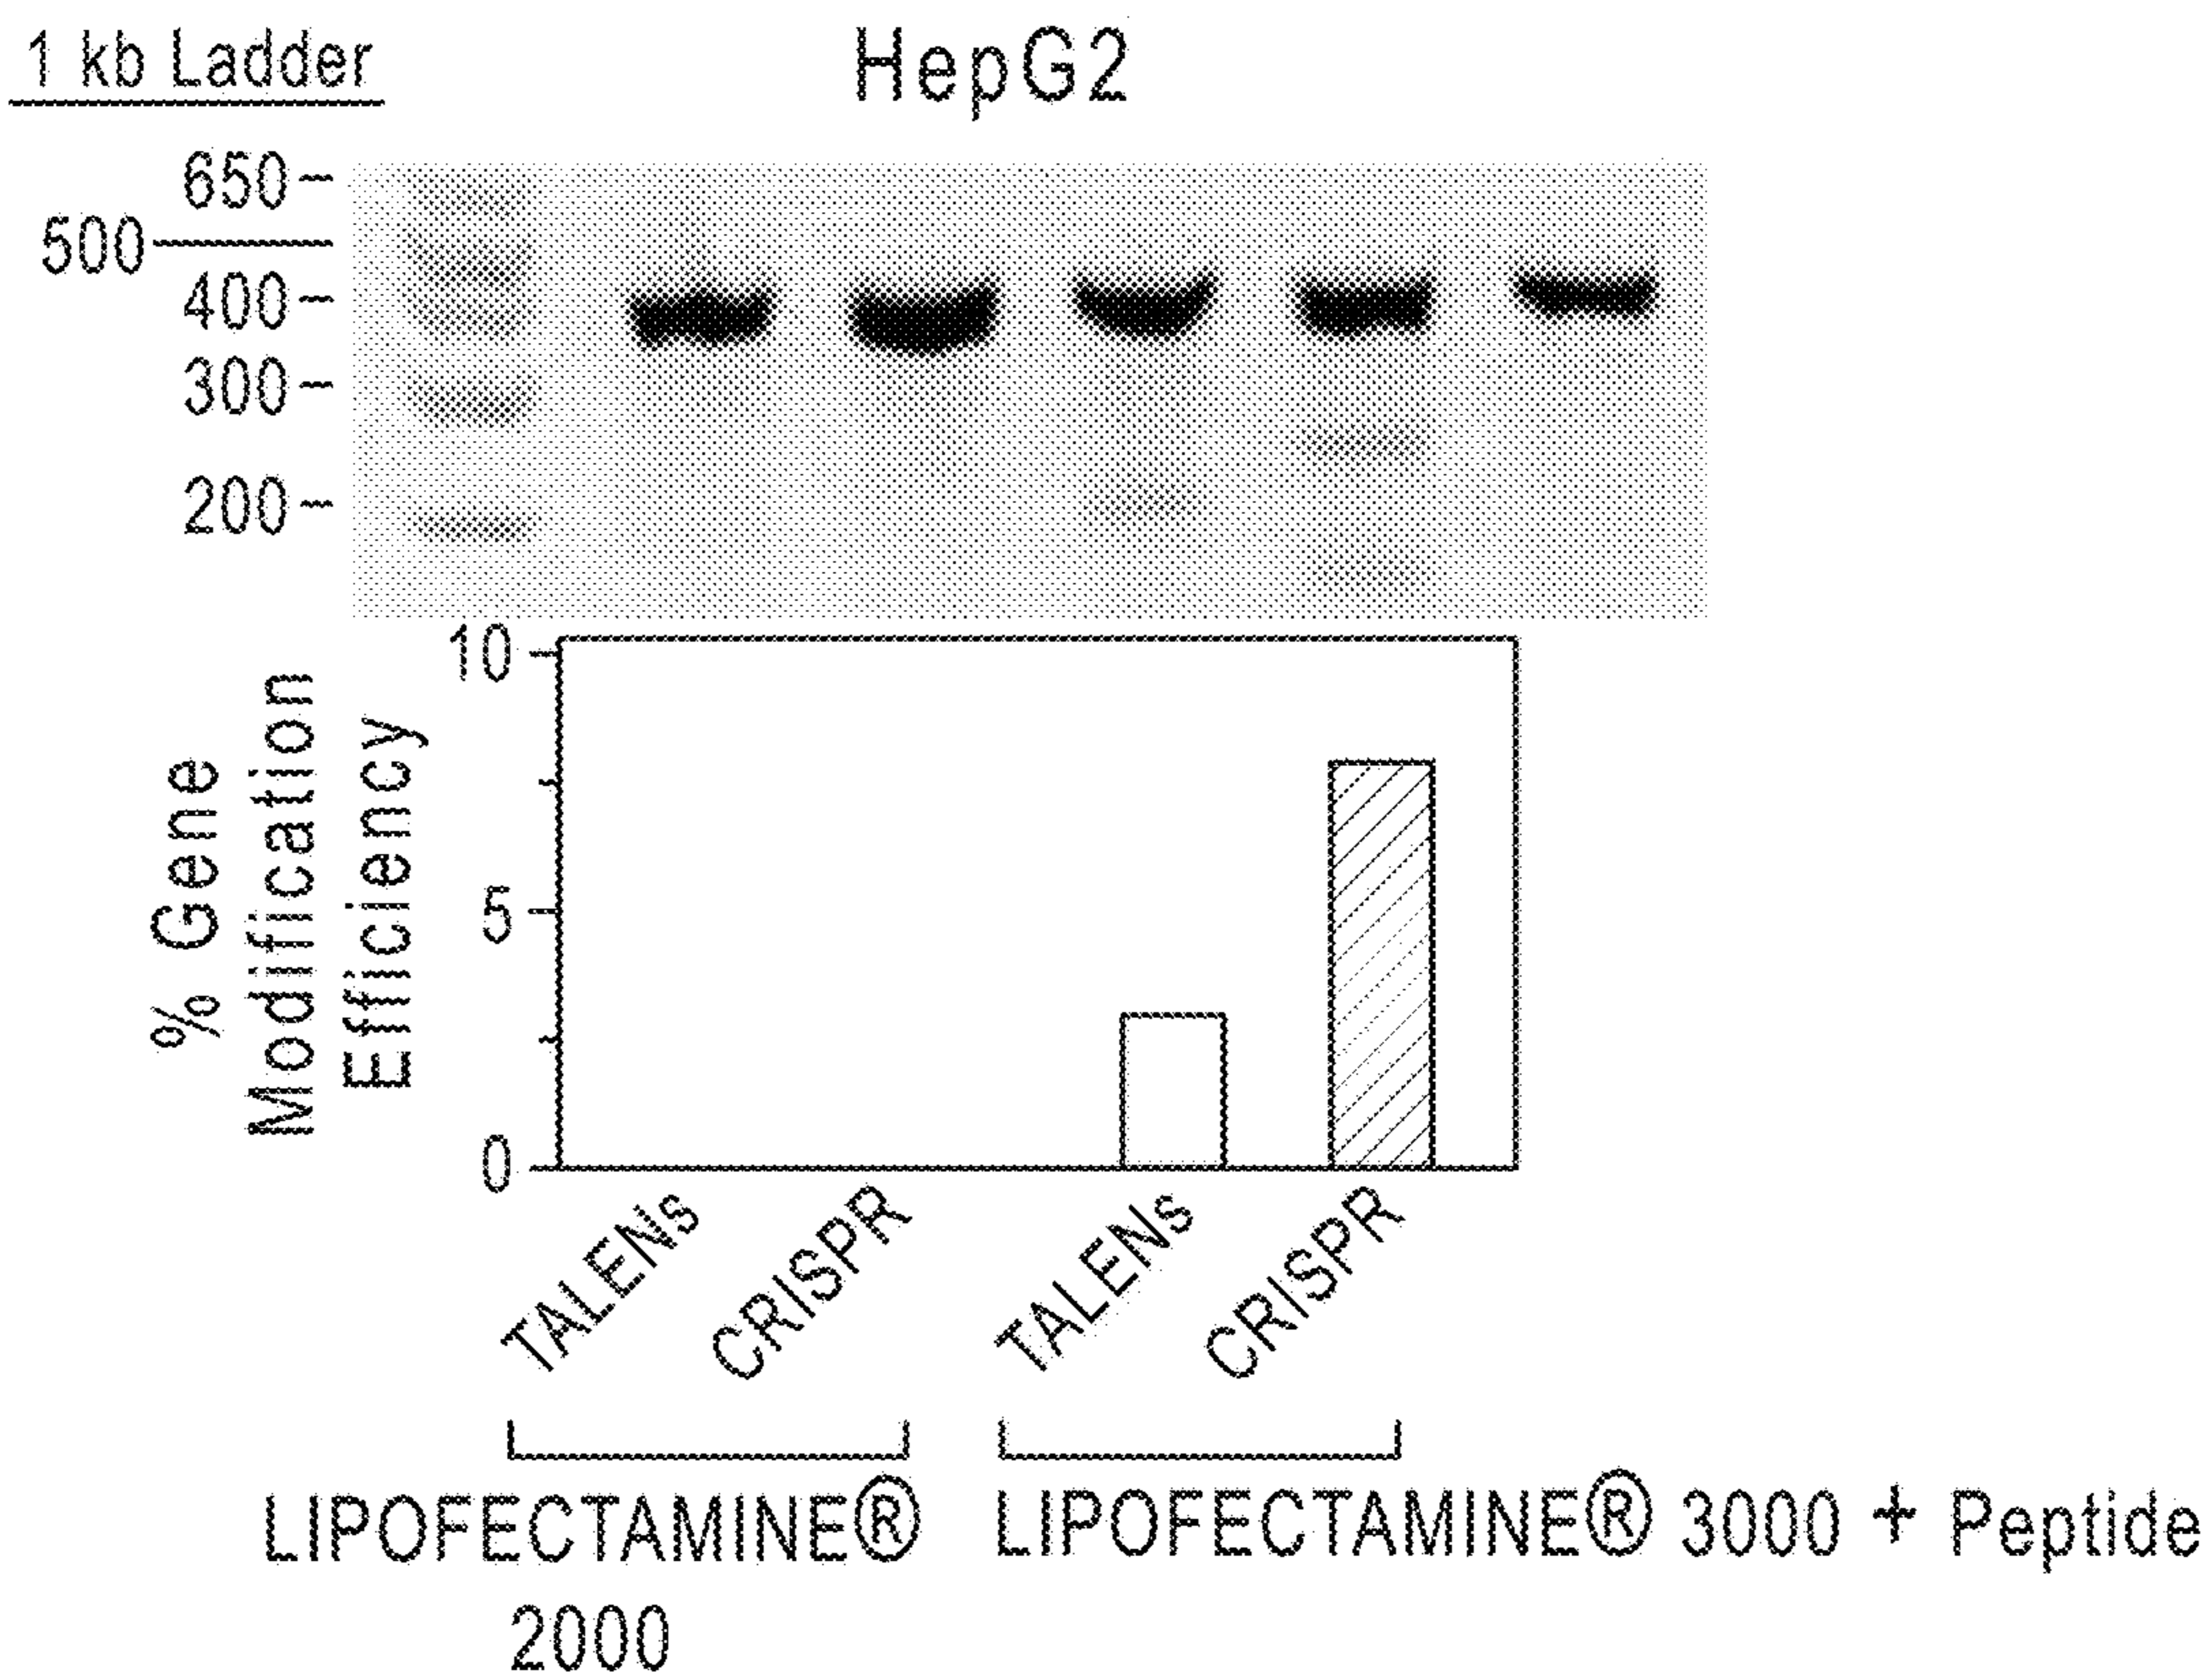 1 kb Ladder
HepG2
650
500
400
300
200
10
5
0
% Gene
Modification
Efficiency
TALENs
CRISPR
TALENs
CRISPR
LIPOFECTAMINE®
2000
LIPOFECTAMINE® 3000 + Peptide